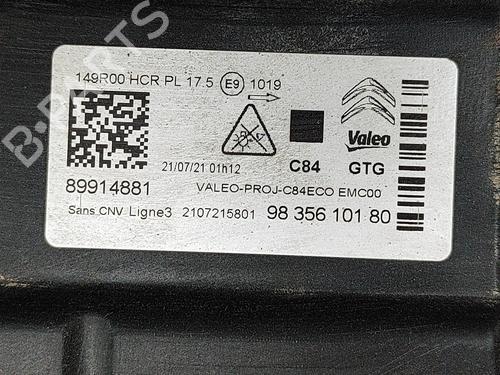 149R00 HCR PL 17.5 E9 1019
Valeo
21/07/21 01h12
C84 GTG
89914881
VALEO-PROJ-C84ECO EMC00
Sans CNV Ligne3 2107215801 98 356 101 80
B-PARTS